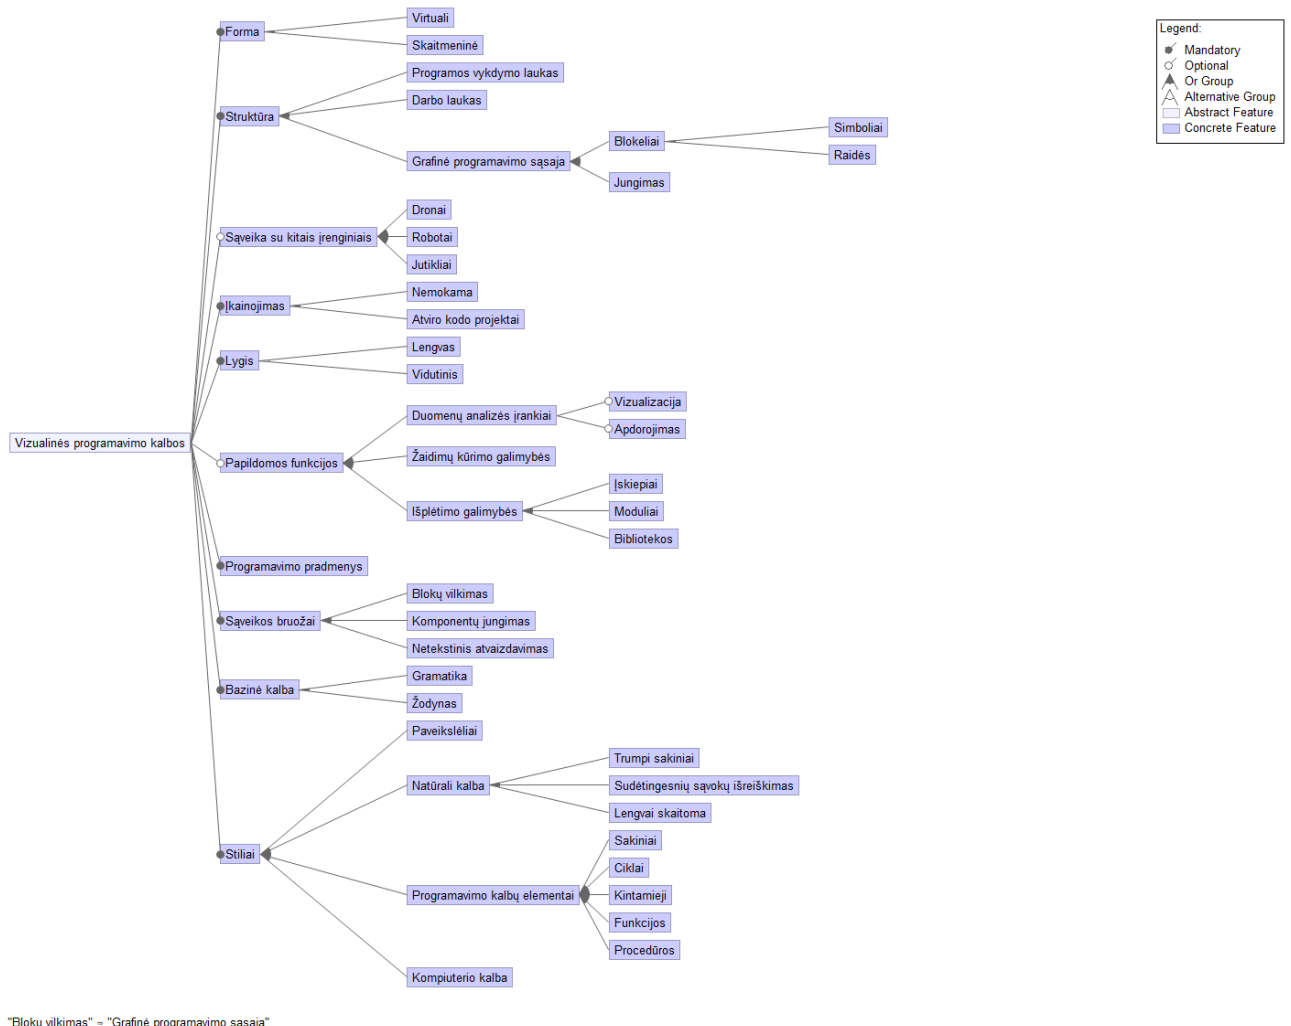 Vizualinės programavimo kalbos
Forma
Virtuali
Skaitmeninė
Struktūra
Programos vykdymo laukas
Darbo laukas
Grafinė programavimo sąsaja
Blokeliai
Simboliai
Raidės
Jungimas
Sąveika su kitais įrenginiais
Dronai
Robotai
Jutikliai
Įkainojimas
Nemokama
Atviro kodo projektai
Lygis
Lengvas
Vidutinis
Papildomos funkcijos
Duomenų analizės įrankiai
Vizualizacija
Apdorojimas
Žaidimų kūrimo galimybės
Išplėtimo galimybės
Įskiepiai
Moduliai
Bibliotekos
Programavimo pradmenys
Sąveikos bruožai
Blokų vilkimas
Komponentų jungimas
Netekstinis atvaizdavimas
Bazinė kalba
Gramatika
Žodynas
Stiliai
Paveikslėliai
Natūrali kalba
Trumpi sakiniai
Sudėtingesnių sąvokų išreiškimas
Lengvai skaitoma
Programavimo kalbų elementai
Sakiniai
Ciklai
Kintamieji
Funkcijos
Procedūros
Kompiuterio kalba
Legend:
Mandatory
Optional
Or Group
Alternative Group
Abstract Feature
Concrete Feature
"Blokų vilkimas" ⇒ "Grafinė programavimo sąsaja"